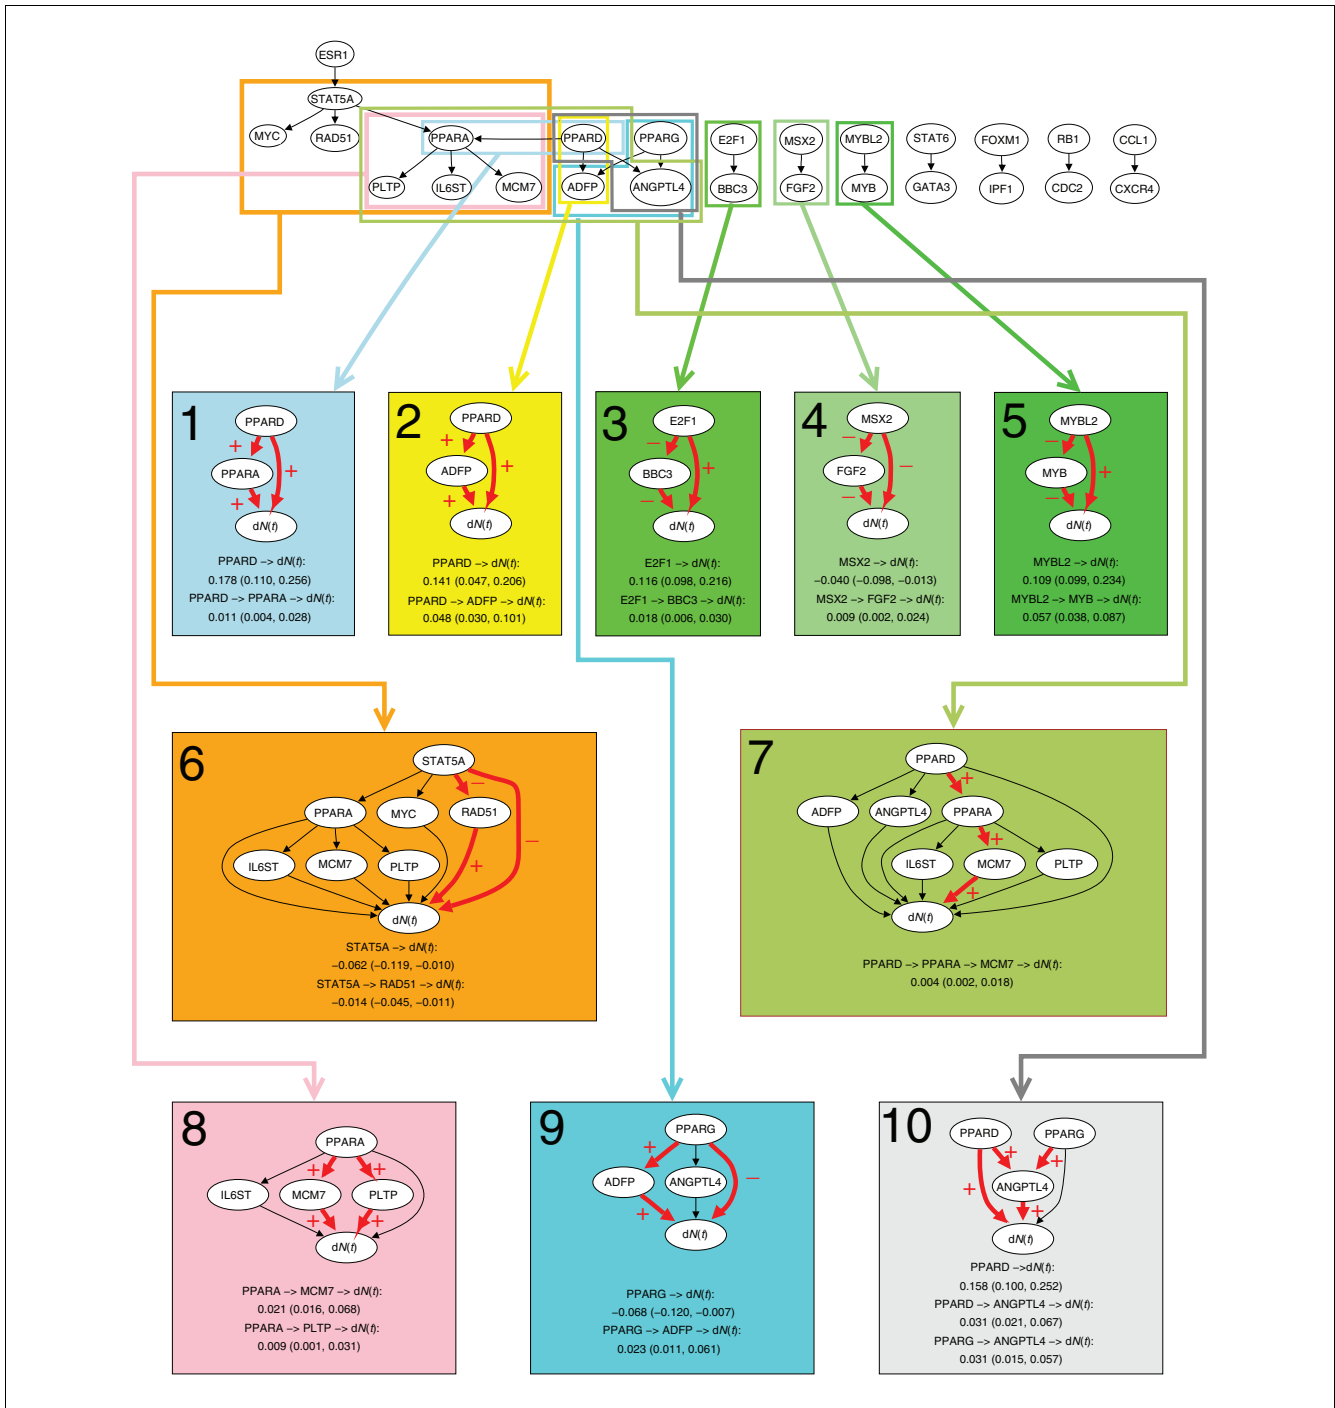 ESR1
STAT5A
MYC
RAD51
PPARA
PPARD
PPARG
E2F1
MSX2
MYBL2
STAT6
FOXM1
RB1
CCL1
PLTP
IL6ST
MCM7
ADFP
ANGPTL4
BBC3
FGF2
MYB
GATA3
IPF1
CDC2
CXCR4
1
PPARD
+
PPARA
+
+
dN(t)
PPARD –> dN(t):
0.178 (0.110, 0.256)
PPARD –> PPARA –> dN(t):
0.011 (0.004, 0.028)
2
PPARD
+
ADFP
+
+
dN(t)
PPARD –> dN(t):
0.141 (0.047, 0.206)
PPARD –> ADFP –> dN(t):
0.048 (0.030, 0.101)
3
E2F1
–
BBC3
+
–
dN(t)
E2F1 –> dN(t):
0.116 (0.098, 0.216)
E2F1 –> BBC3 –> dN(t):
0.018 (0.006, 0.030)
4
MSX2
–
FGF2
–
–
dN(t)
MSX2 –> dN(t):
–0.040 (–0.098, –0.013)
MSX2 –> FGF2 –> dN(t):
0.009 (0.002, 0.024)
5
MYBL2
–
MYB
+
–
dN(t)
MYBL2 –> dN(t):
0.109 (0.099, 0.234)
MYBL2 –> MYB –> dN(t):
0.057 (0.038, 0.087)
6
STAT5A
–
PPARA
MYC
RAD51
–
IL6ST
MCM7
PLTP
+
dN(t)
STAT5A –> dN(t):
–0.062 (–0.119, –0.010)
STAT5A –> RAD51 –> dN(t):
–0.014 (–0.045, –0.011)
7
PPARD
+
ADFP
ANGPTL4
PPARA
+
IL6ST
MCM7
PLTP
+
dN(t)
PPARD –> PPARA –> MCM7 –> dN(t):
0.004 (0.002, 0.018)
8
PPARA
+
+
IL6ST
MCM7
PLTP
+
+
dN(t)
PPARA –> MCM7 –> dN(t):
0.021 (0.016, 0.068)
PPARA –> PLTP –> dN(t):
0.009 (0.001, 0.031)
9
PPARG
+
ADFP
ANGPTL4
–
+
dN(t)
PPARG –> dN(t):
–0.068 (–0.120, –0.007)
PPARG –> ADFP –> dN(t):
0.023 (0.011, 0.061)
10
PPARD
PPARG
+
+
ANGPTL4
+
+
dN(t)
PPARD –>dN(t):
0.158 (0.100, 0.252)
PPARD –> ANGPTL4 –> dN(t):
0.031 (0.021, 0.067)
PPARG –> ANGPTL4 –> dN(t):
0.031 (0.015, 0.057)